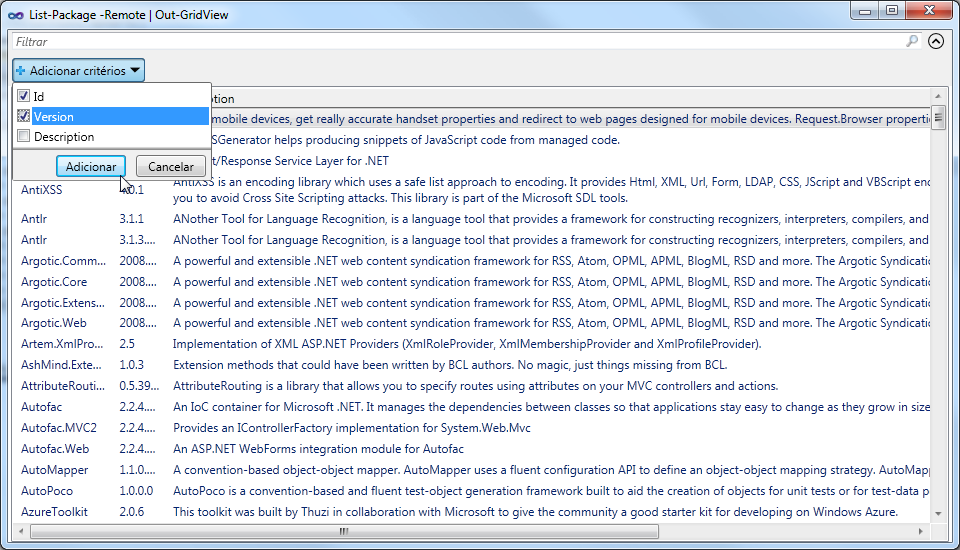 List-Package -Remote | Out-GridView
Filtrar
Adicionar critérios
Id
Version
Description
Adicionar Cancelar
mobile devices, get really accurate handset properties and redirect to web pages designed for mobile devices. Request.Browser properti
SGenerator helps producing snippets of JavaScript code from managed code.
t/Response Service Layer for .NET
AntiXSS AntiXSS is an encoding library which uses a safe list approach to encoding. It provides Html, XML, Url, Form, LDAP, CSS, JScript and VBScript enc
you to avoid Cross Site Scripting attacks. This library is part of the Microsoft SDL tools.
Antlr 3.1.1 ANother Tool for Language Recognition, is a language tool that provides a framework for constructing recognizers, interpreters, compilers, and
Antlr 3.1.3.... ANother Tool for Language Recognition, is a language tool that provides a framework for constructing recognizers, interpreters, compilers, and
Argotic.Comm... 2008.... A powerful and extensible .NET web content syndication framework for RSS, Atom, OPML, APML, BlogML, RSD and more. The Argotic Syndication
Argotic.Core 2008.... A powerful and extensible .NET web content syndication framework for RSS, Atom, OPML, APML, BlogML, RSD and more. The Argotic Syndication
Argotic.Extens... 2008.... A powerful and extensible .NET web content syndication framework for RSS, Atom, OPML, APML, BlogML, RSD and more. The Argotic Syndication
Argotic.Web 2008.... A powerful and extensible .NET web content syndication framework for RSS, Atom, OPML, APML, BlogML, RSD and more. The Argotic Syndication
Artem.XmlPro... 2.5 Implementation of XML ASP.NET Providers (XmlRoleProvider, XmlMembershipProvider and XmlProfileProvider).
AshMind.Exte... 1.0.3 Extension methods that could have been written by BCL authors. No magic, just things missing from BCL.
AttributeRouti... 0.5.39... AttributeRouting is a library that allows you to specify routes using attributes on your MVC controllers and actions.
Autofac 2.2.4.... An IoC container for Microsoft .NET. It manages the dependencies between classes so that applications stay easy to change as they grow in size
Autofac.MVC2 2.2.4.... Provides an IControllerFactory implementation for System.Web.Mvc
Autofac.Web 2.2.4.... An ASP.NET WebForms integration module for Autofac
AutoMapper 1.1.0.... A convention-based object-object mapper. AutoMapper uses a fluent configuration API to define an object-object mapping strategy. AutoMapp
AutoPoco 1.0.0.0 AutoPoco is a convention-based and fluent test-object generation framework built to aid the creation of objects for unit tests or for test-data p
AzureToolkit 2.0.6 This toolkit was built by Thuzi in collaboration with Microsoft to give the community a good starter kit for developing on Windows Azure.